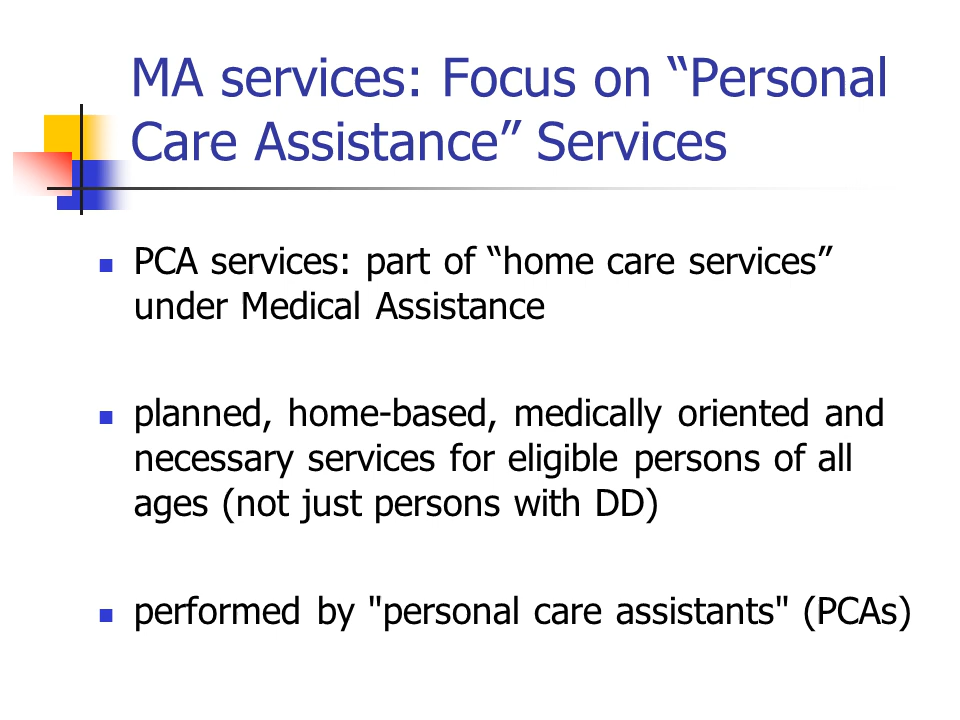 MA services: Focus on “Personal
Care Assistance” Services
PCA services: part of “home care services”
under Medical Assistance
planned, home-based, medically oriented and
necessary services for eligible persons of all
ages (not just persons with DD)
performed by "personal care assistants" (PCAs)